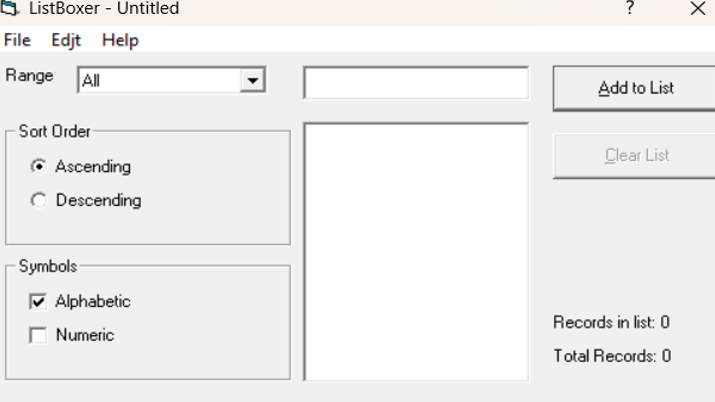 ListBoxer - Untitled
?
File Edjt Help
Range
All
Add to List
Sort Order
Ascending
Descending
Clear List
Symbols
Alphabetic
Numeric
Records in list: 0
Total Records: 0